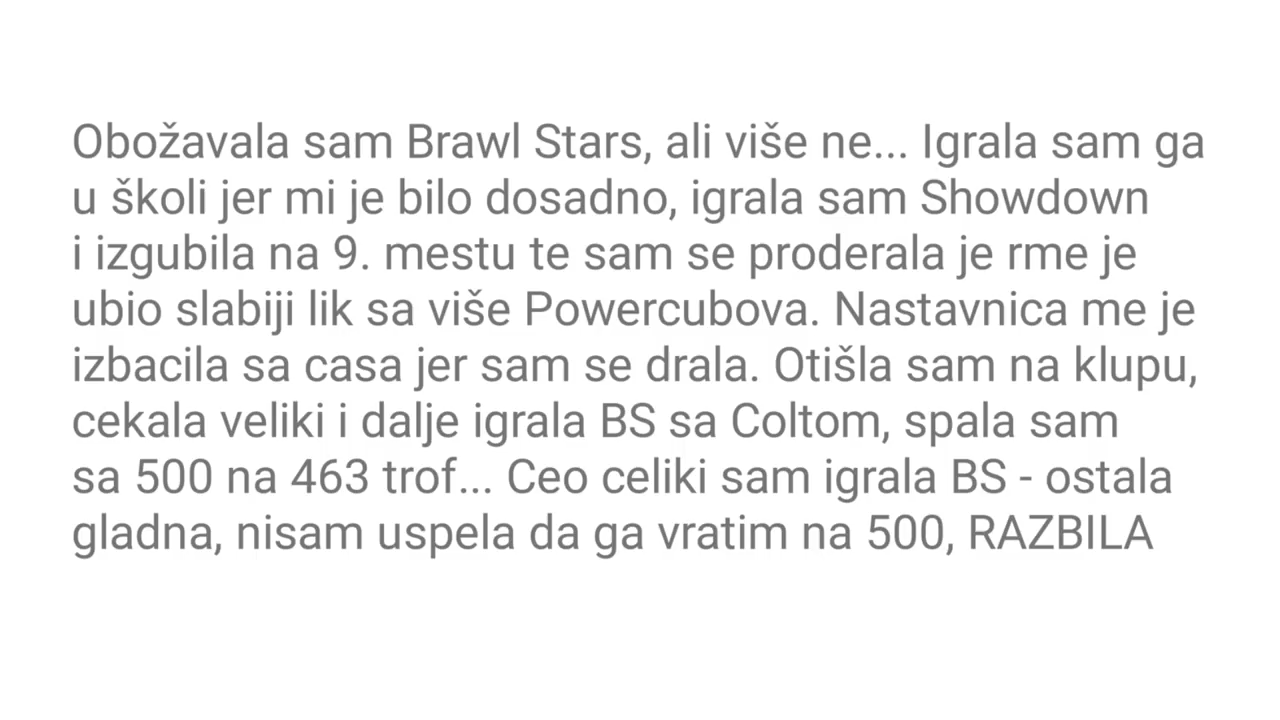 Obožavala sam Brawl Stars, ali više ne... Igrala sam ga
u školi jer mi je bilo dosadno, igrala sam Showdown
i izgubila na 9. mestu te sam se proderala je rme je
ubio slabiji lik sa više Powercubova. Nastavnica me je
izbacila sa casa jer sam se drala. Otišla sam na klupu,
cekala veliki i dalje igrala BS sa Coltom, spala sam
sa 500 na 463 trof... Ceo celiki sam igrala BS - ostala
gladna, nisam uspela da ga vratim na 500, RAZBILA